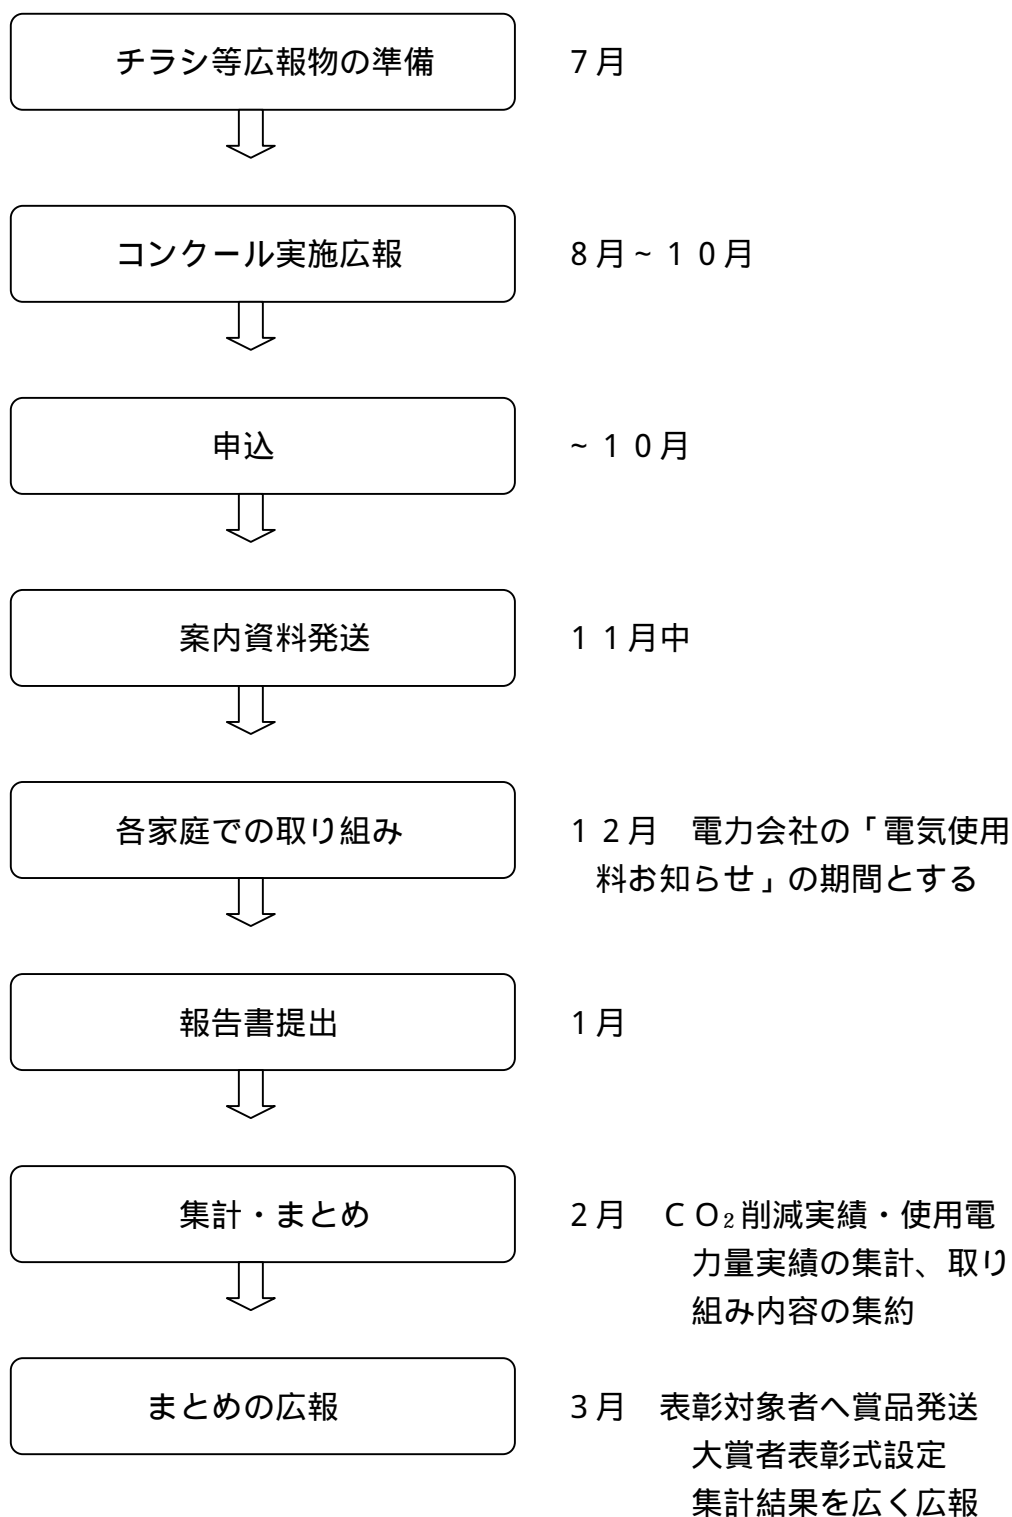 チラシ等広報物の準備　７月
コンクール実施広報　８月~１０月
申込　~１０月
案内資料発送　１１月中
各家庭での取り組み　１２月　電力会社の「電気使用
料お知らせ」の期間とする
報告書提出　１月
集計・まとめ　２月　ＣＯ₂削減実績・使用電
力量実績の集計、取り
組み内容の集約
まとめの広報　３月　表彰対象者へ賞品発送
大賞者表彰式設定
集計結果を広く広報